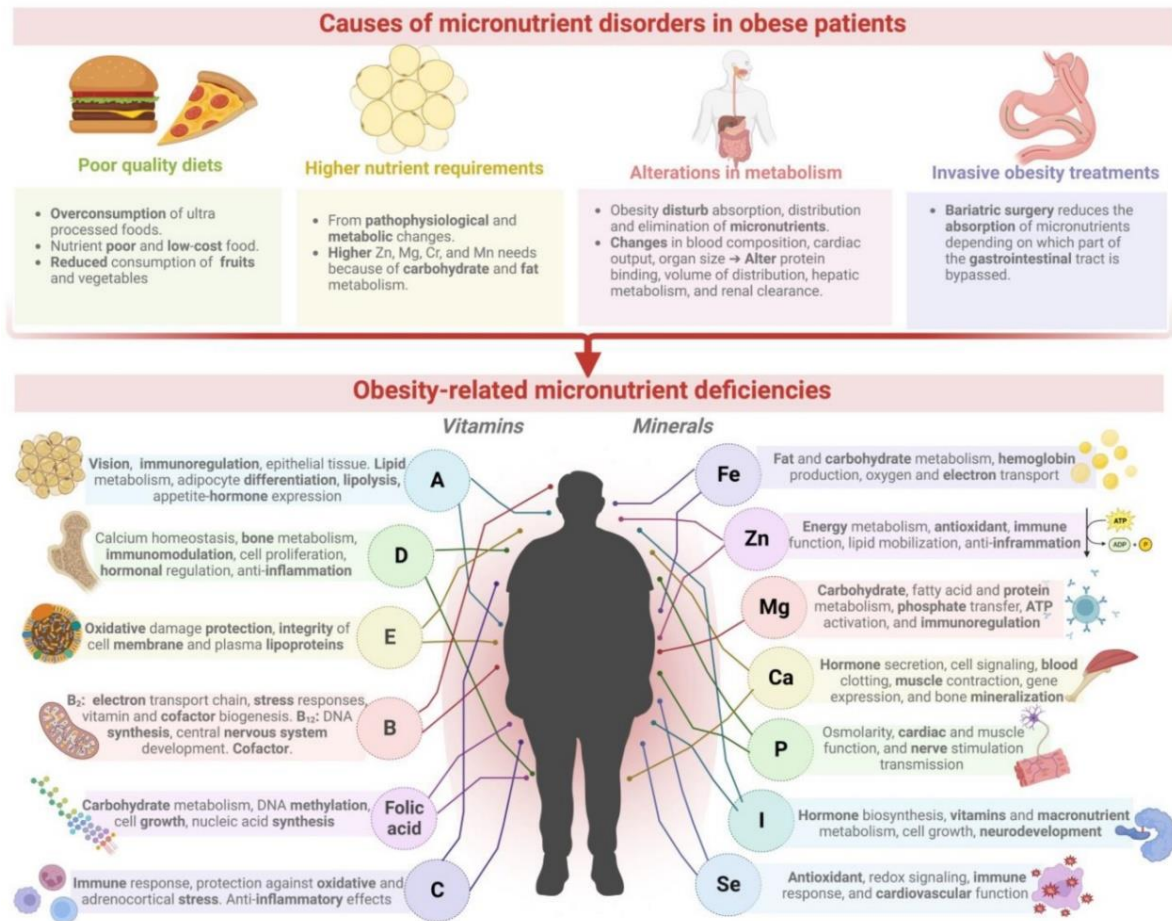 Causes of micronutrient disorders in obese patients
Poor quality diets
• Overconsumption of ultra
processed foods.
• Nutrient poor and low-cost food.
• Reduced consumption of fruits
and vegetables
Higher nutrient requirements
• From pathophysiological and
metabolic changes.
• Higher Zn, Mg, Cr, and Mn needs
because of carbohydrate and fat
metabolism.
Alterations in metabolism
• Obesity disturb absorption, distribution
and elimination of micronutrients.
• Changes in blood composition, cardiac
output, organ size → Alter protein
binding, volume of distribution, hepatic
metabolism, and renal clearance.
Invasive obesity treatments
• Bariatric surgery reduces the
absorption of micronutrients
depending on which part of
the gastrointestinal tract is
bypassed.
Obesity-related micronutrient deficiencies
Vitamins
Vision, immunoregulation, epithelial tissue. Lipid
metabolism, adipocyte differentiation, lipolysis,
appetite-hormone expression
A
Calcium homeostasis, bone metabolism,
immunomodulation, cell proliferation,
hormonal regulation, anti-inflammation
D
Oxidative damage protection, integrity of
cell membrane and plasma lipoproteins
E
B₂: electron transport chain, stress responses,
vitamin and cofactor biogenesis. B₁₂: DNA
synthesis, central nervous system
development. Cofactor.
B
Carbohydrate metabolism, DNA methylation,
cell growth, nucleic acid synthesis
Folic
acid
Immune response, protection against oxidative and
adrenocortical stress. Anti-inflammatory effects
C
Minerals
Fe
Fat and carbohydrate metabolism, hemoglobin
production, oxygen and electron transport
Zn
Energy metabolism, antioxidant, immune
function, lipid mobilization, anti-inframmation
ATP
ADP + P
Mg
Carbohydrate, fatty acid and protein
metabolism, phosphate transfer, ATP
activation, and immunoregulation
Ca
Hormone secretion, cell signaling, blood
clotting, muscle contraction, gene
expression, and bone mineralization
P
Osmolarity, cardiac and muscle
function, and nerve stimulation
transmission
I
Hormone biosynthesis, vitamins and macronutrient
metabolism, cell growth, neurodevelopment
Se
Antioxidant, redox signaling, immune
response, and cardiovascular function